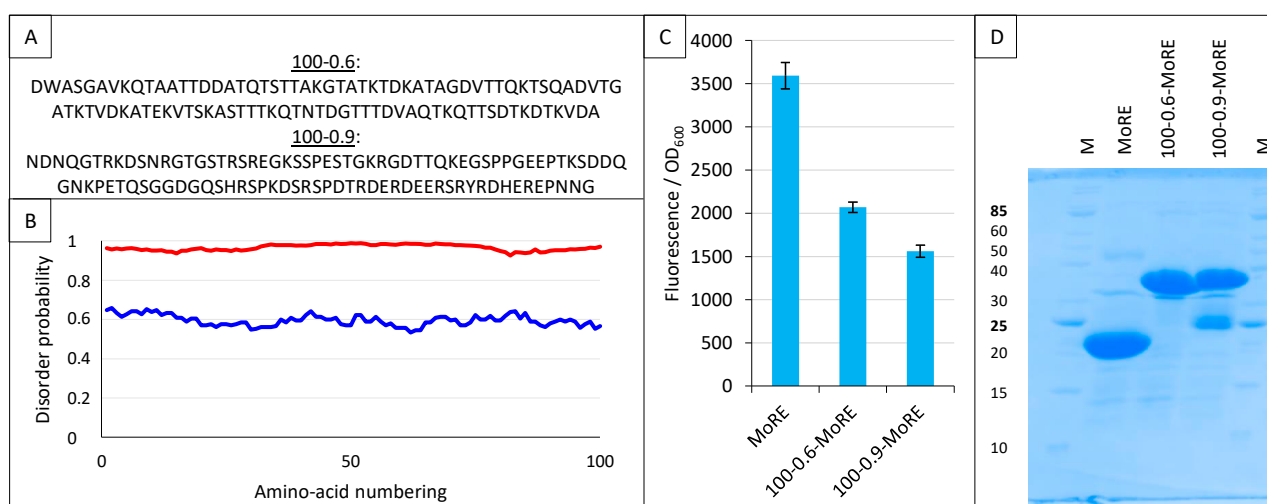 A
100-0.6:
DWASGAVKQTAATTDDATQTSTTAKGTATKTDKATAGDVTTQKTSQADVTG
ATKTVDKATEKVTSKASTTTKQTNTDGTTTDVAQTKQTTSDTKDTKVDA
100-0.9:
NDNQGTRKDSNRGTGSTRSREGKSSPESTGKRGDTTQKEGSPPGEEPTKSDDQ
GNKPETQSGGDGQSHRSPKDSRSPDTRDERDEERSRYRDHEREPNNG
B
Disorder probability
1
0.8
0.6
0.4
0.2
0
0
50
100
Amino-acid numbering
C
Fluorescence / OD600
4000
3500
3000
2500
2000
1500
1000
500
0
MoRE
100-0.6-MoRE
100-0.9-MoRE
D
M
MoRE
100-0.6-MoRE
100-0.9-MoRE
M
85
60
50
40
30
25
20
15
10